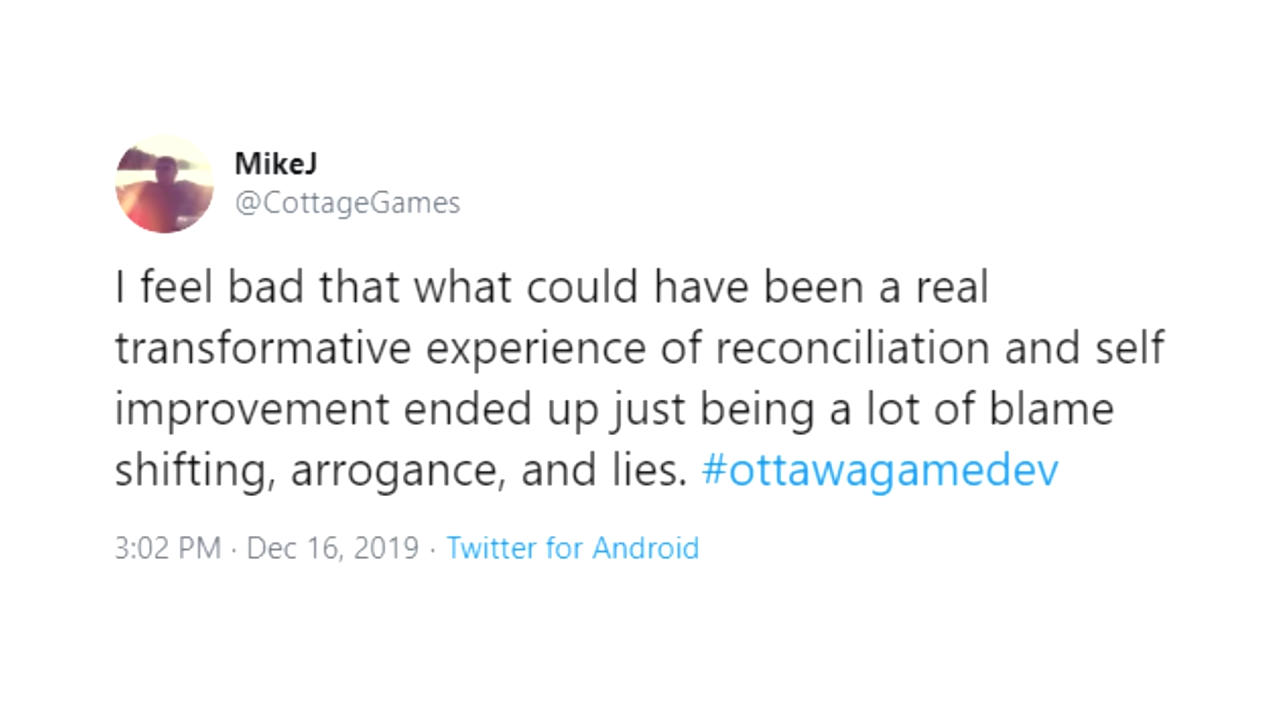 MikeJ
@CottageGames
I feel bad that what could have been a real
transformative experience of reconciliation and self
improvement ended up just being a lot of blame
shifting, arrogance, and lies. #ottawagamedev
3:02 PM · Dec 16, 2019 · Twitter for Android